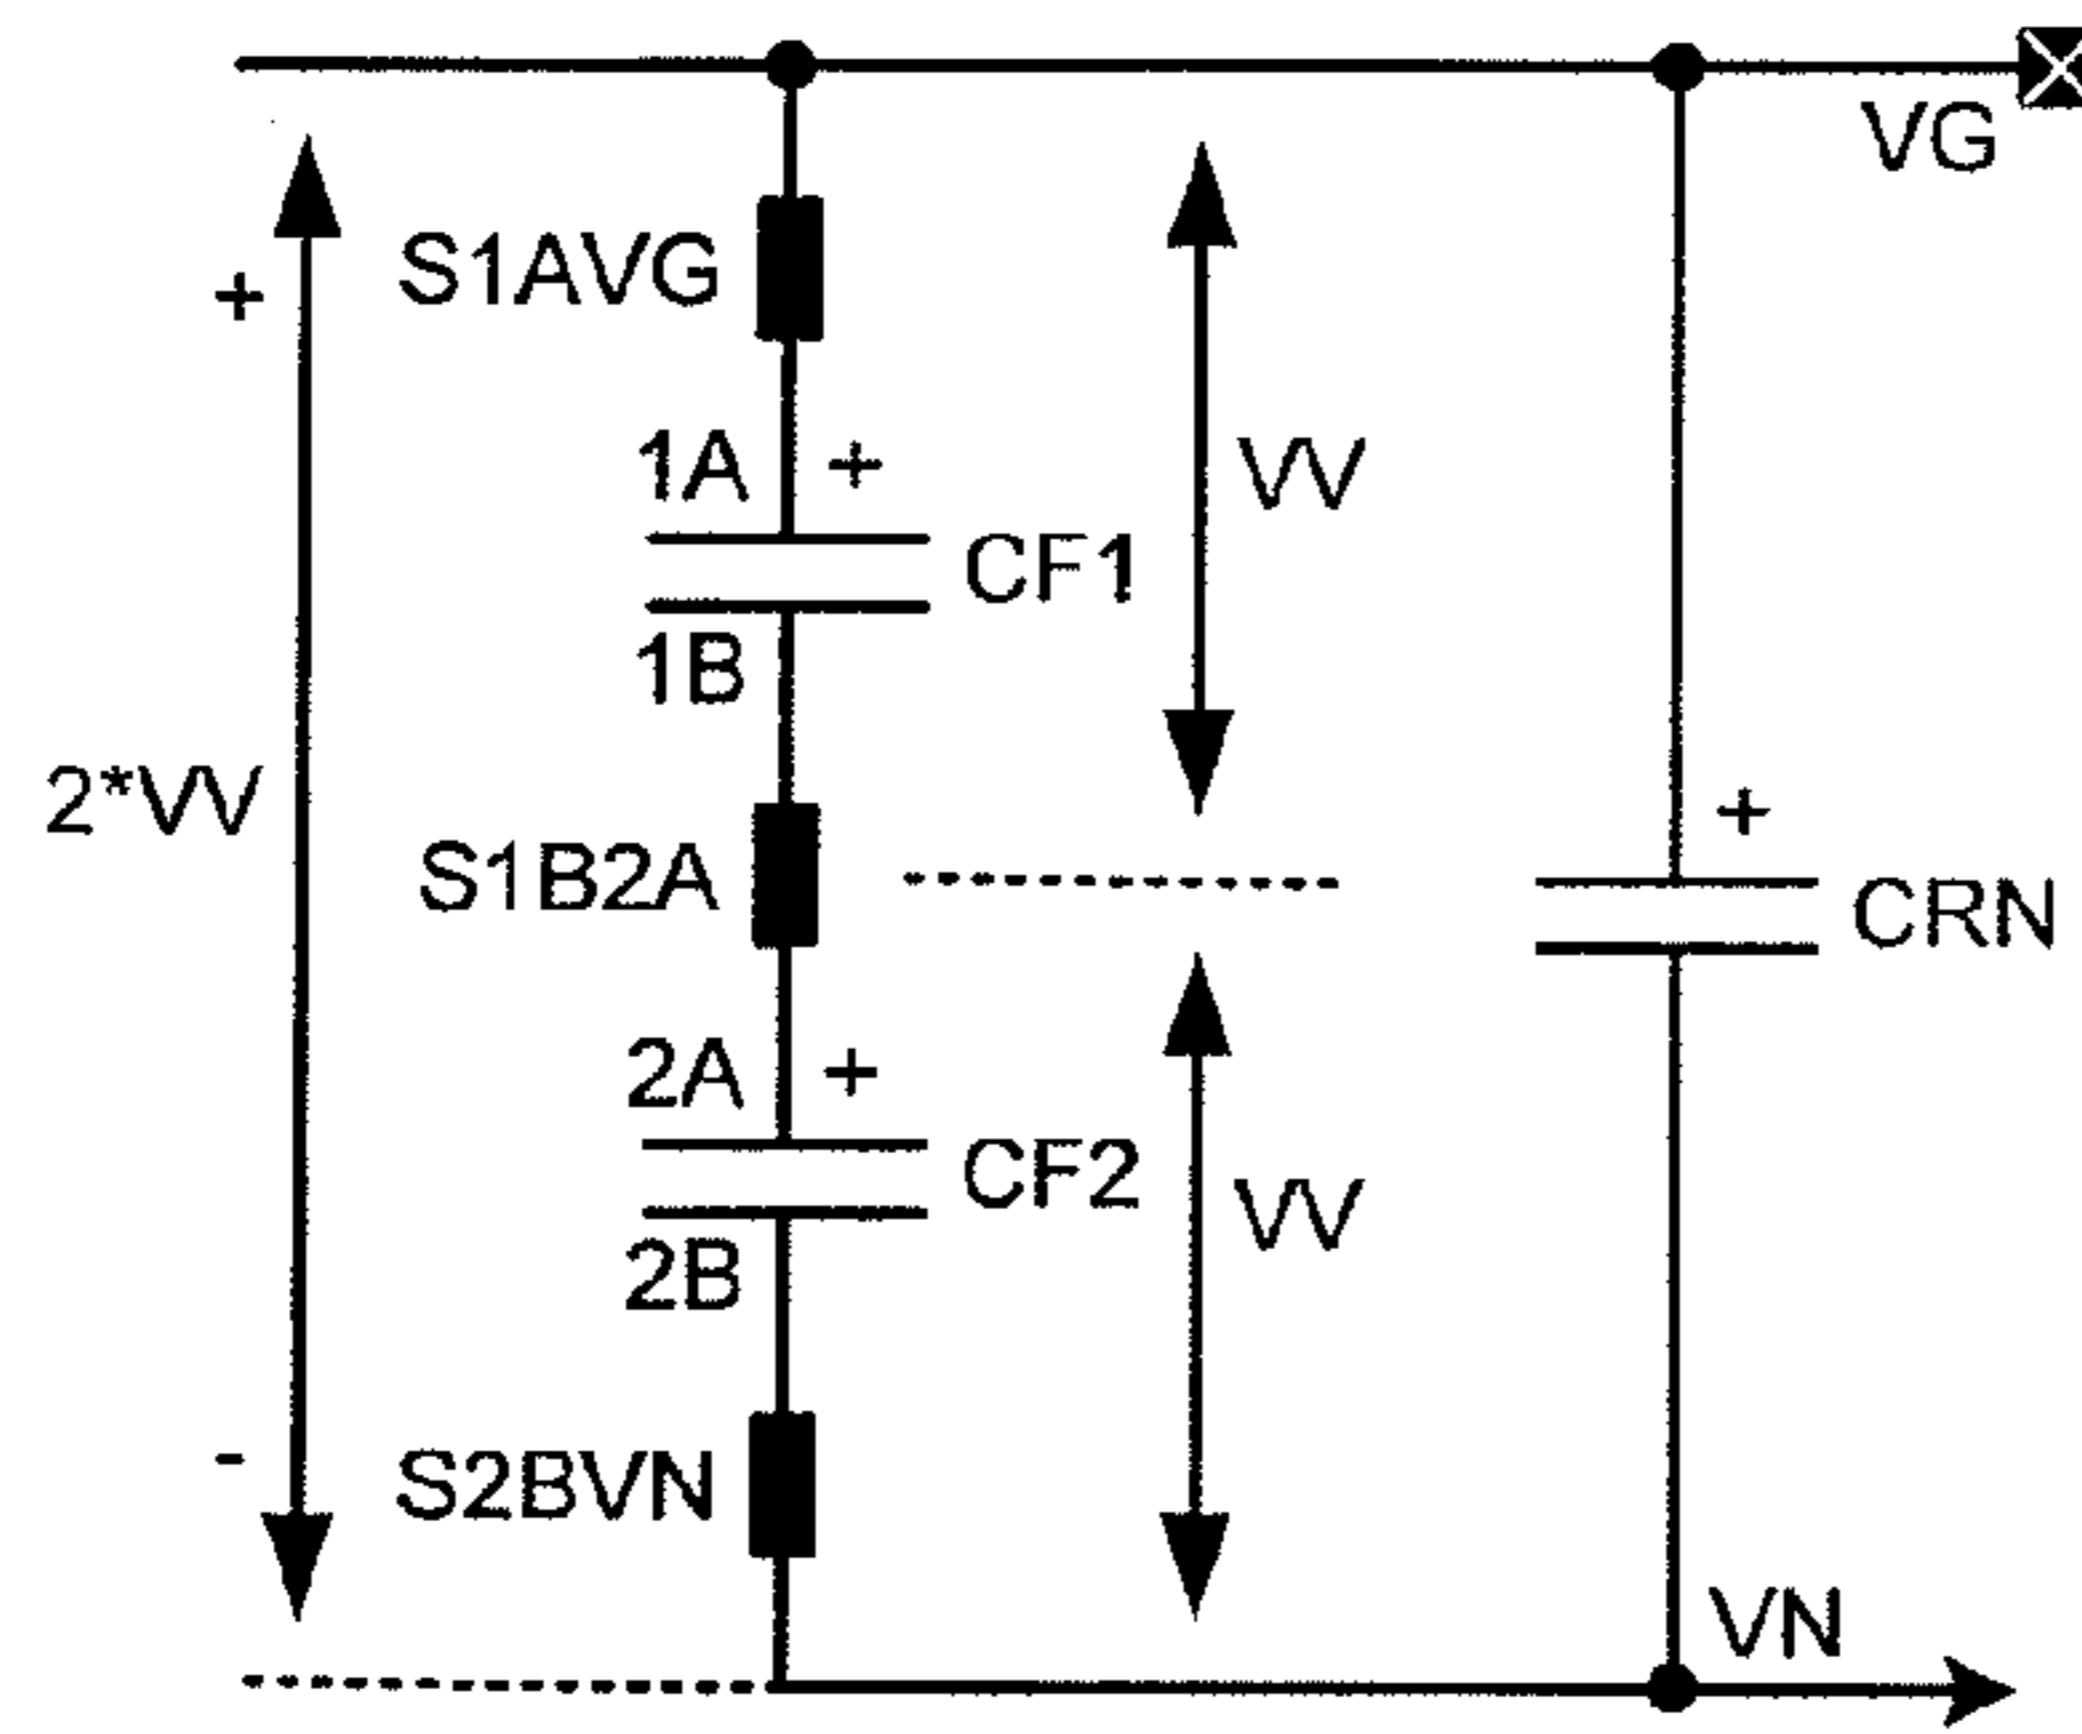 VG
S1AVG
+
1A +
VV
CF1
1B
2*VV
+
S1B2A
CRN
2A +
CF2
VV
2B
-
S2BVN
VN